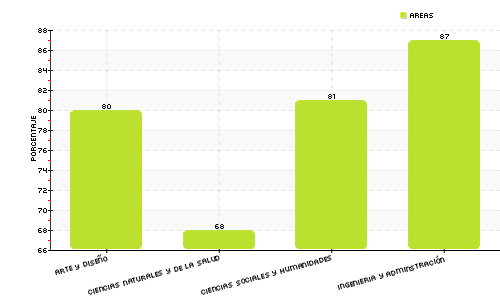 AREAS
88
86
84
82
80
78
76
74
72
70
68
66
PORCENTAJE
80
68
81
87
ARTE Y DISEÑO
CIENCIAS NATURALES Y DE LA SALUD
CIENCIAS SOCIALES Y HUMANIDADES
INGENIERIA Y ADMINSTRACIÓN